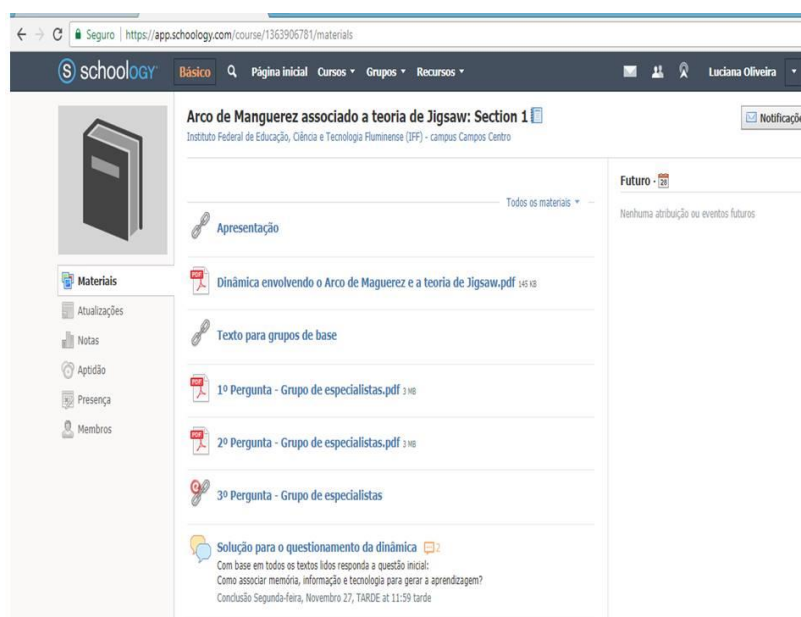 Seguro | https://app.schoology.com/course/1363906781/materials
S schoology Básico Página inicial Cursos Grupos Recursos Luciana Oliveira
Arco de Manguerez associado a teoria de Jigsaw: Section 1
Instituto Federal de Educação, Ciência e Tecnologia Fluminense (IFF) - campus Campos Centro
Notificaçõe
Todos os materiais
Apresentação
Dinâmica envolvendo o Arco de Maguerez e a teoria de Jigsaw.pdf 145 KB
Texto para grupos de base
1º Pergunta - Grupo de especialistas.pdf 3 MB
2º Pergunta - Grupo de especialistas.pdf 3 MB
3º Pergunta - Grupo de especialistas
Solução para o questionamento da dinâmica 2
Com base em todos os textos lidos responda a questão inicial:
Como associar memória, informação e tecnologia para gerar a aprendizagem?
Conclusão Segunda-feira, Novembro 27, TARDE at 11:59 tarde
Materiais
Atualizações
Notas
Aptidão
Presença
Membros
Futuro · 28
Nenhuma atribuição ou eventos futuros